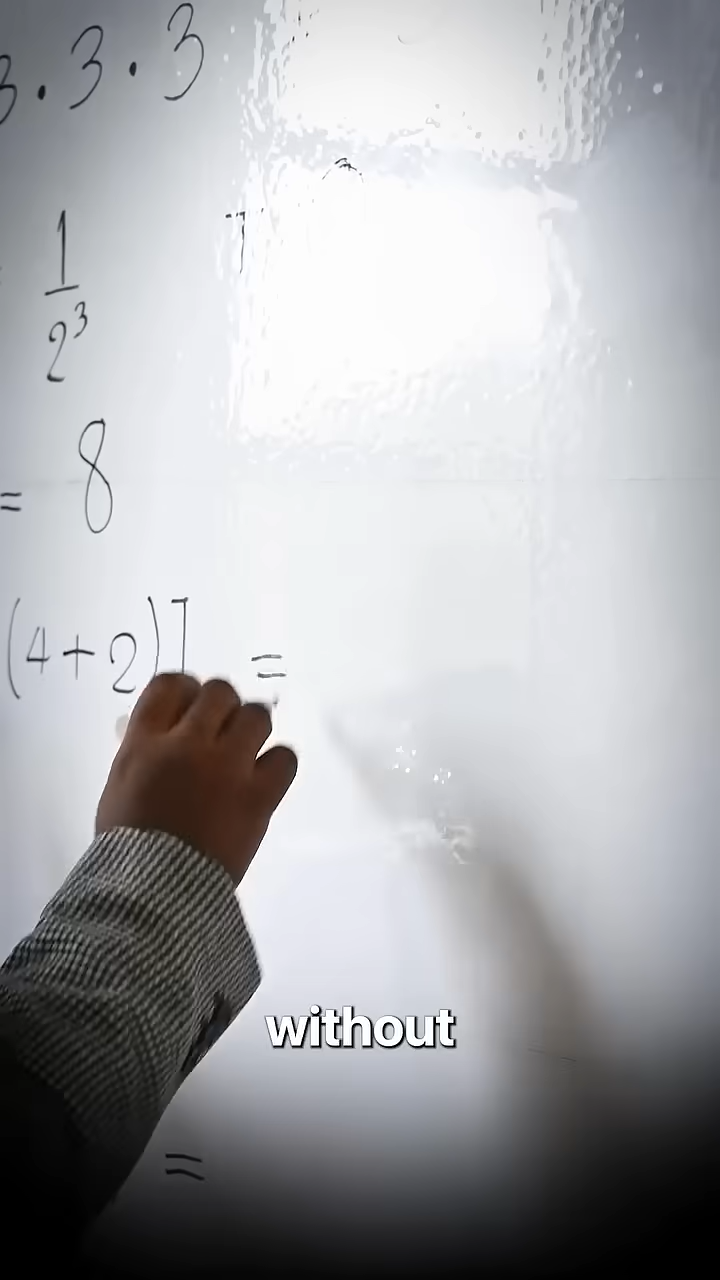 3 · 3 · 3
1
2³
= 8
(4+2)] =
without
=